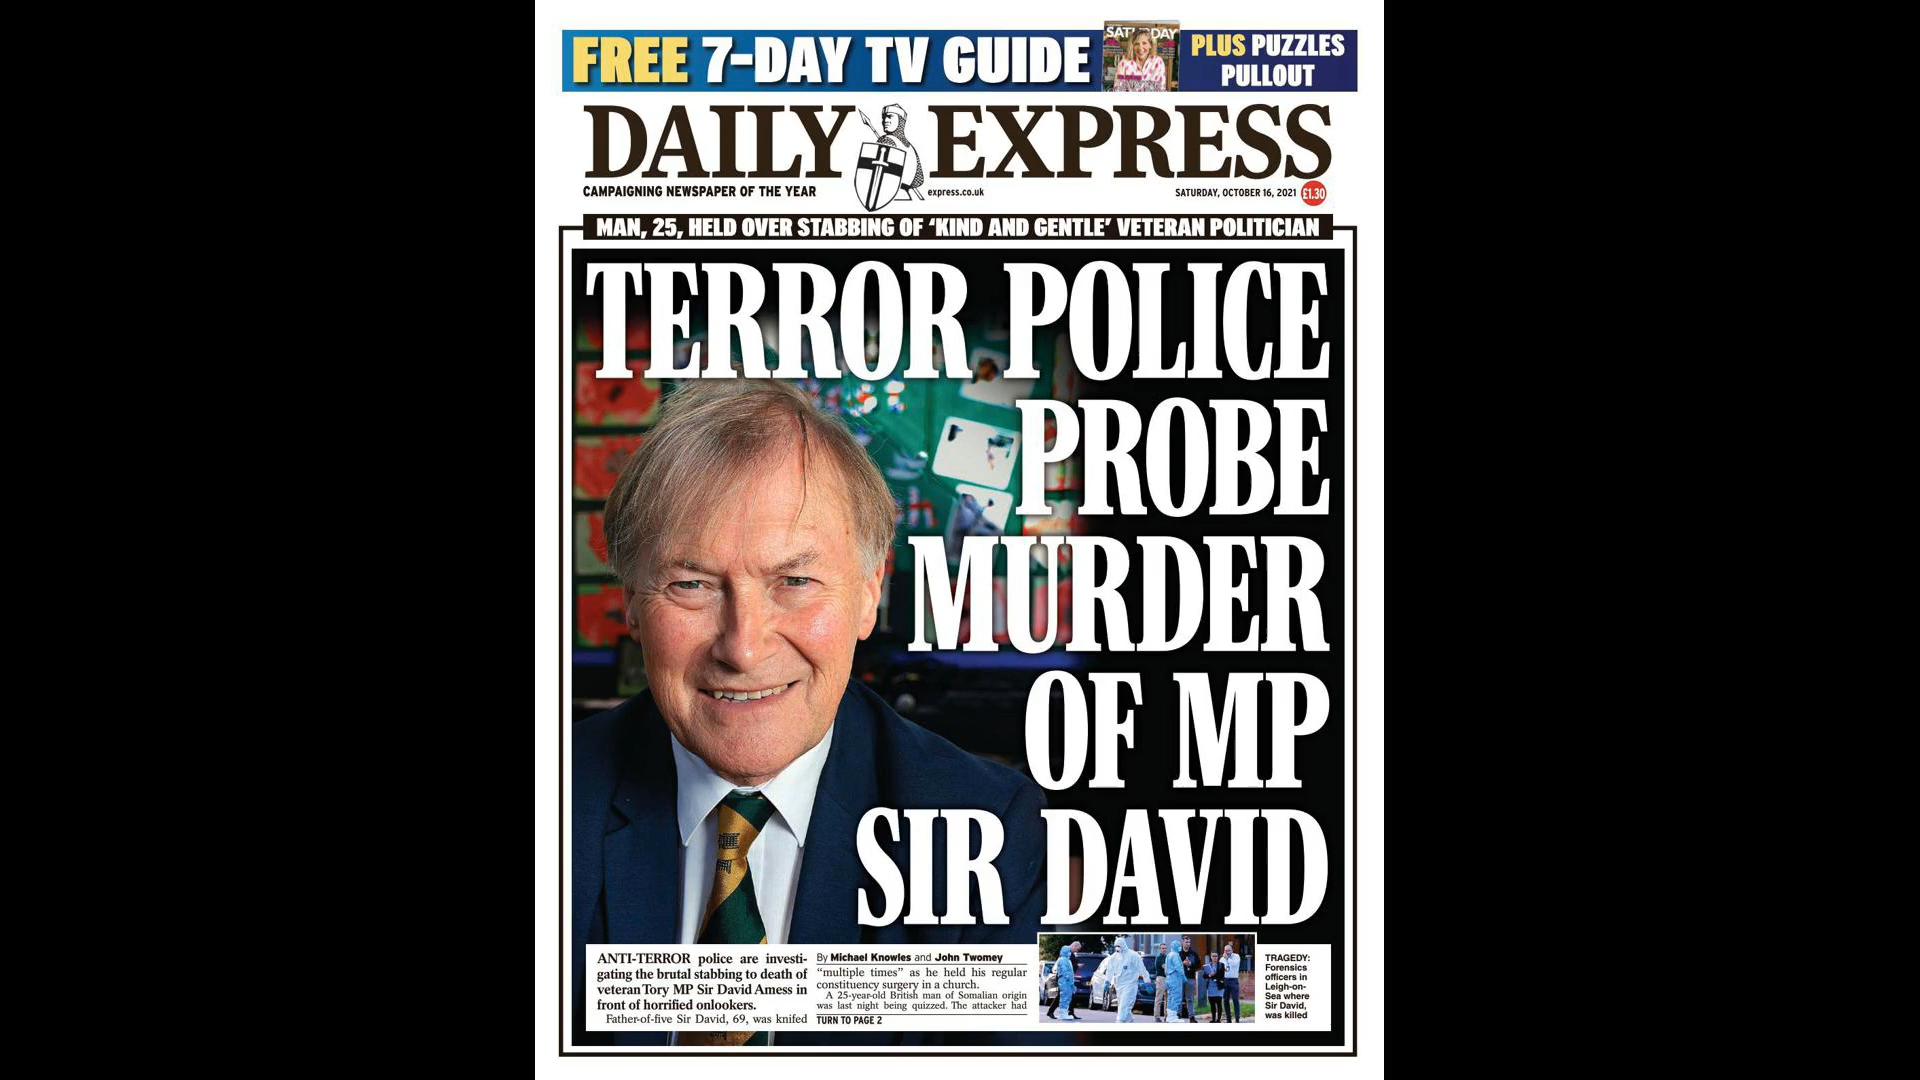 FREE 7-DAY TV GUIDE
SATURDAY
PLUS PUZZLES
PULLOUT
DAILY EXPRESS
CAMPAIGNING NEWSPAPER OF THE YEAR
express.co.uk
SATURDAY, OCTOBER 16, 2021 £1.30
MAN, 25, HELD OVER STABBING OF ‘KIND AND GENTLE’ VETERAN POLITICIAN
TERROR POLICE
PROBE
MURDER
OF MP
SIR DAVID
ANTI-TERROR police are investi-
gating the brutal stabbing to death of
veteran Tory MP Sir David Amess in
front of horrified onlookers.
Father-of-five Sir David, 69, was knifed
By Michael Knowles and John Twomey
“multiple times” as he held his regular
constituency surgery in a church.
A 25-year-old British man of Somalian origin
was last night being quizzed. The attacker had
TURN TO PAGE 2
TRAGEDY:
Forensics
officers in
Leigh-on-
Sea where
Sir David,
was killed